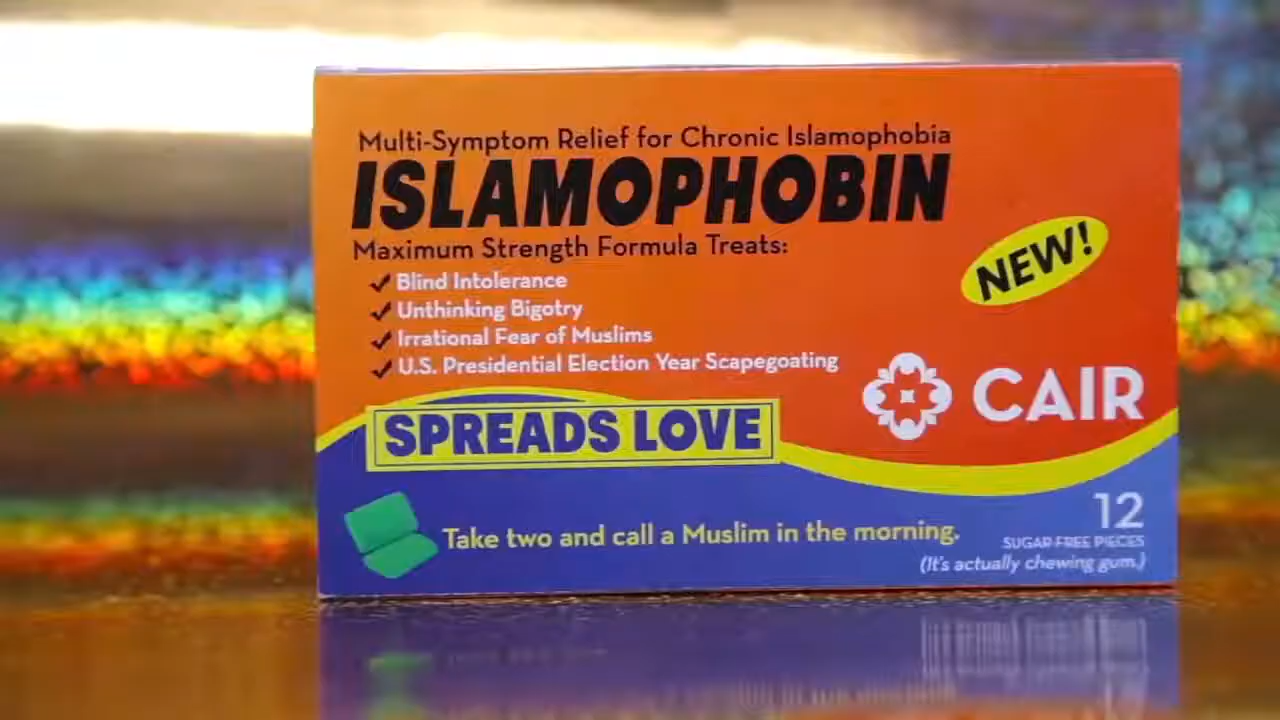 Multi-Symptom Relief for Chronic Islamophobia
ISLAMOPHOBIN
Maximum Strength Formula Treats:
Blind Intolerance
Unthinking Bigotry
Irrational Fear of Muslims
U.S. Presidential Election Year Scapegoating
NEW!
CAIR
SPREADS LOVE
Take two and call a Muslim in the morning.
12
SUGAR FREE PIECES
(It's actually chewing gum.)